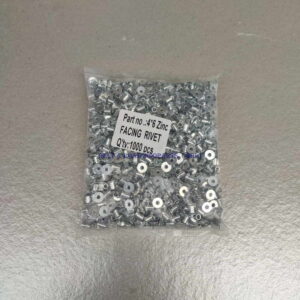 Part no.:4*6 Zinc
FACING RIVET
Q'ty:1000 pcs